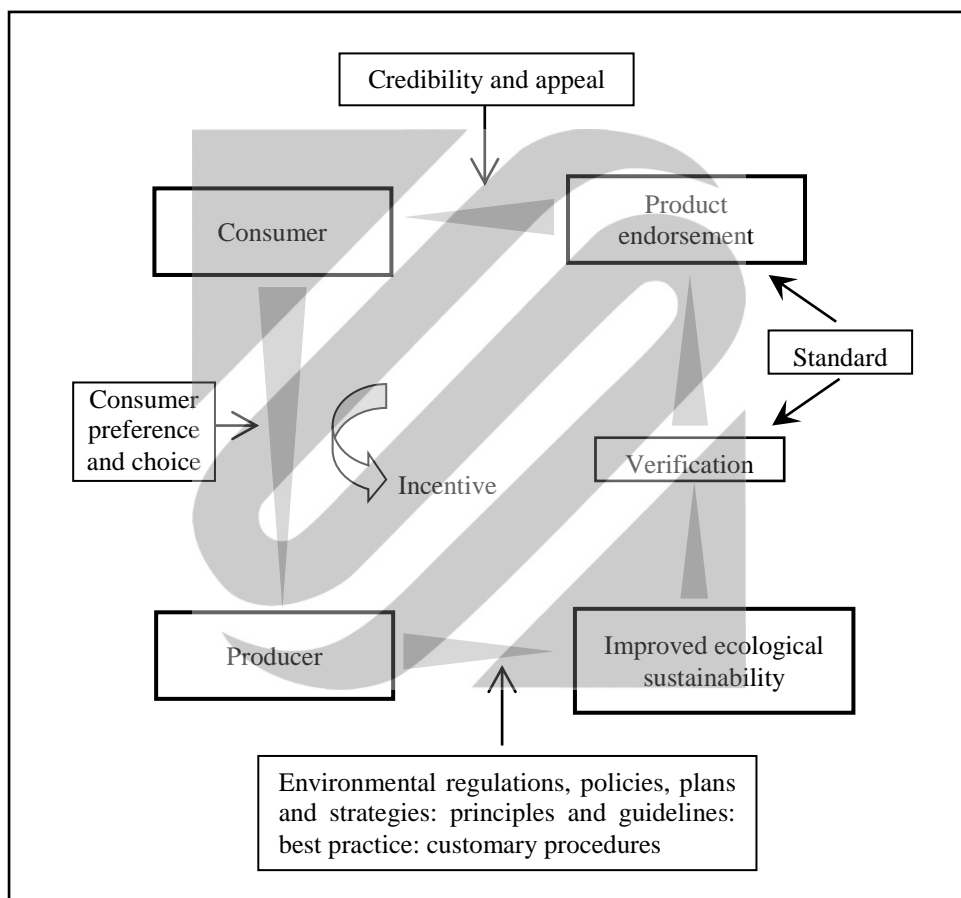 Credibility and appeal
Consumer
Product
endorsement
Standard
Consumer
preference
and choice
Incentive
Verification
Producer
Improved ecological
sustainability
Environmental regulations, policies, plans
and strategies: principles and guidelines:
best practice: customary procedures